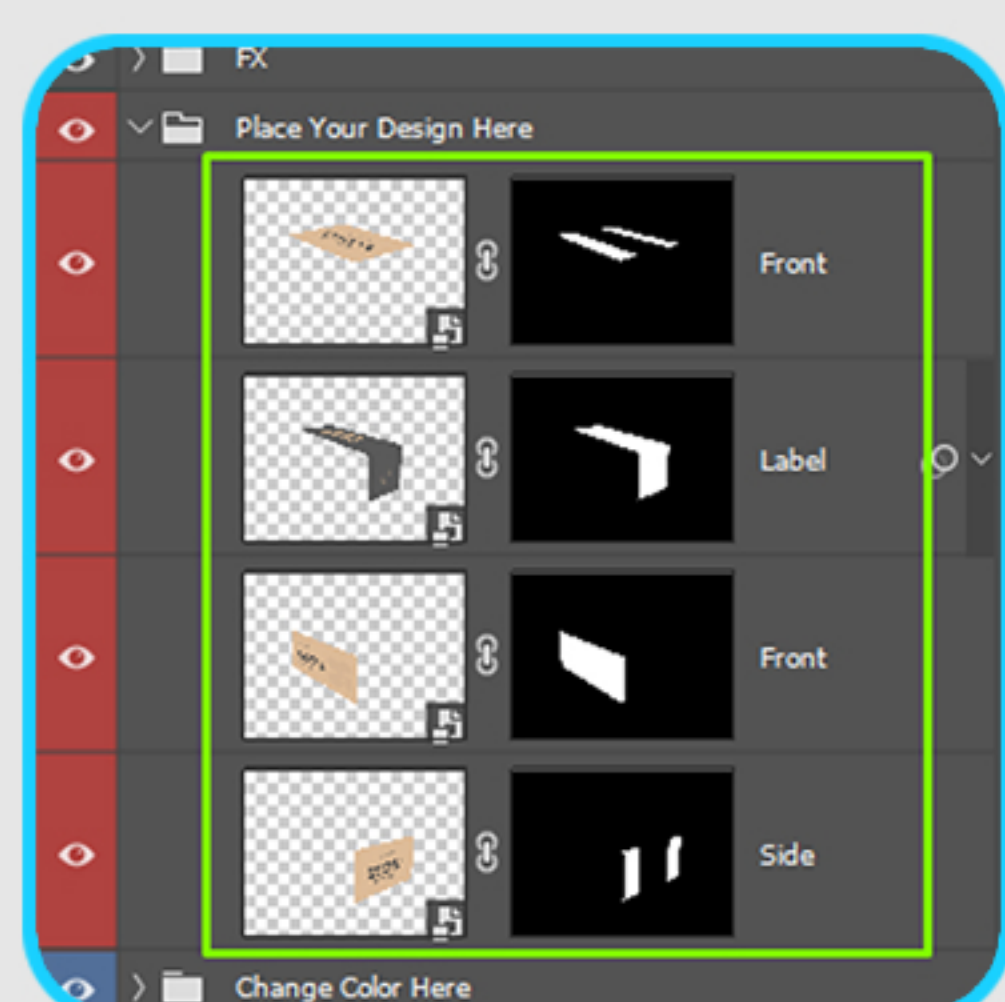 FX
Place Your Design Here
Front
Label
Front
Side
Change Color Here